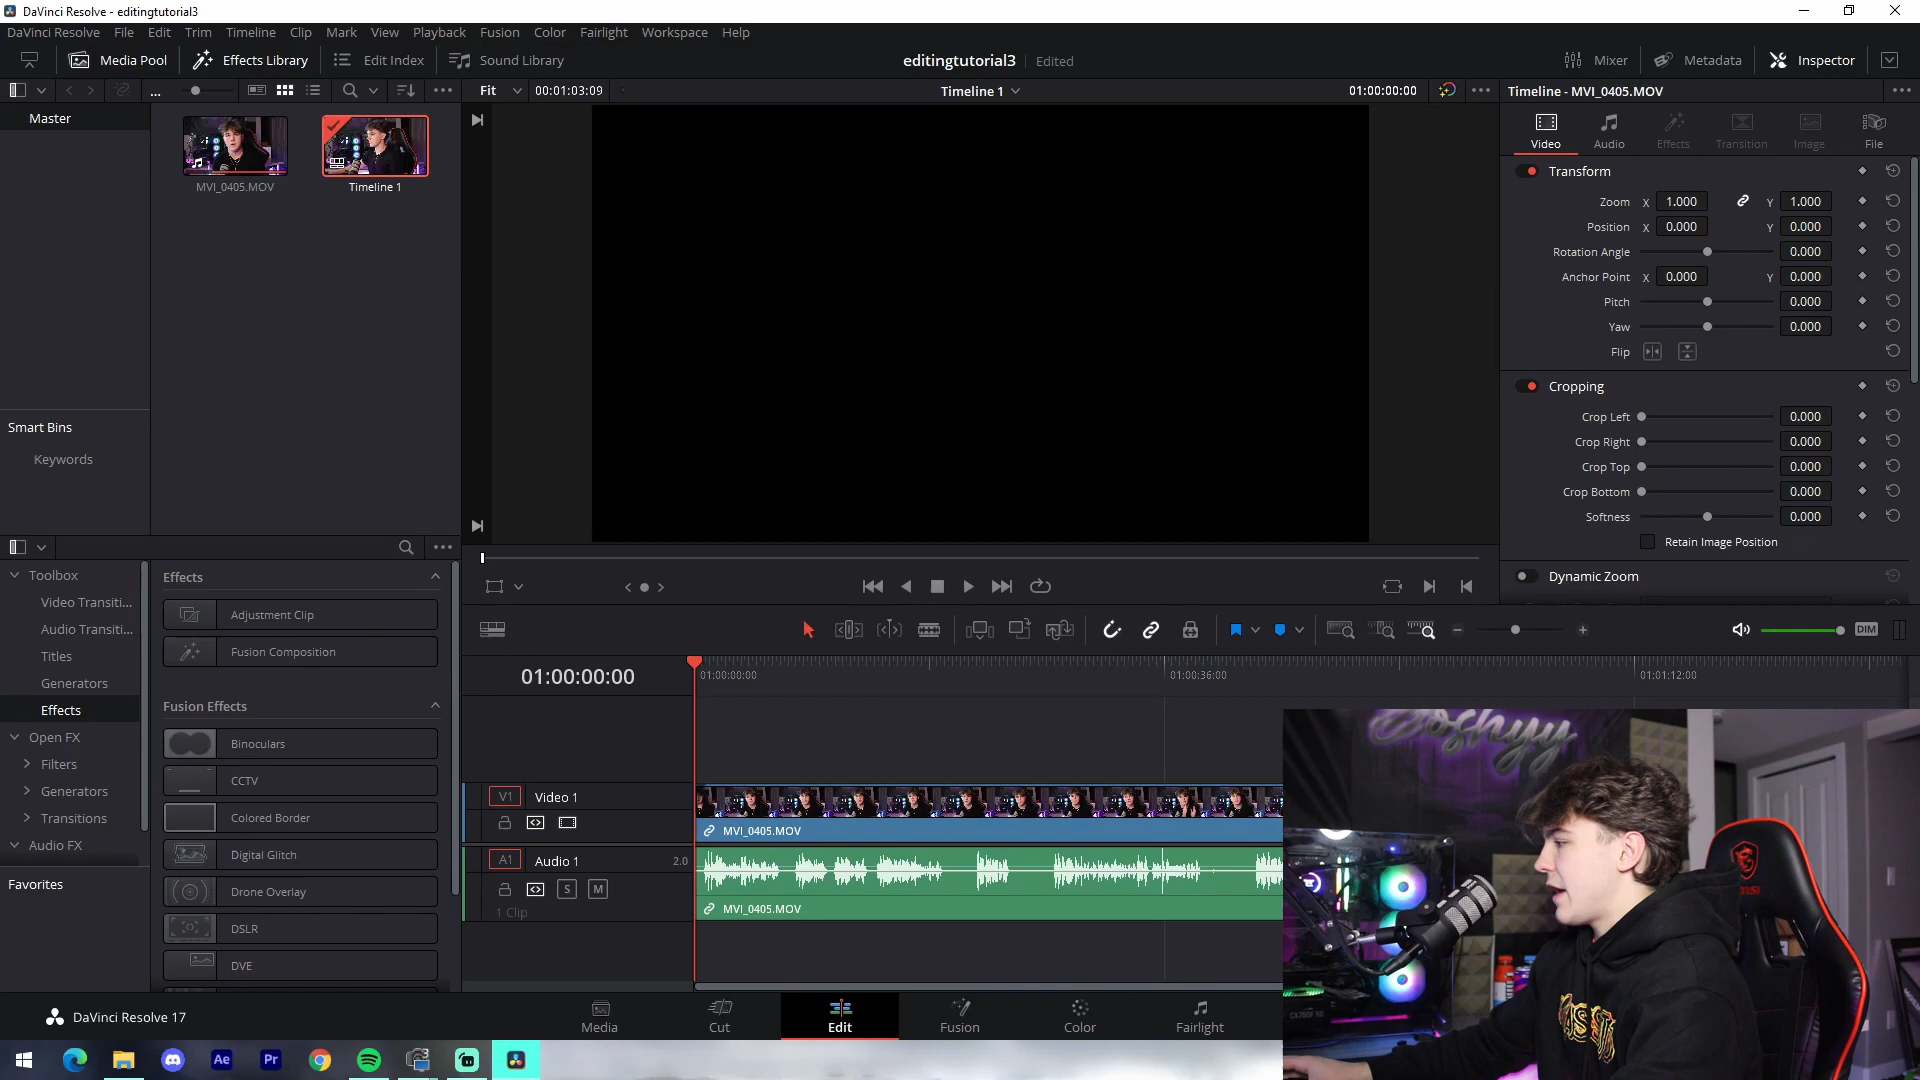 DaVinci Resolve - editingtutorial3
DaVinci Resolve File Edit Trim Timeline Clip Mark View Playback Fusion Color Fairlight Workspace Help
Media Pool Effects Library Edit Index Sound Library
editingtutorial3 Edited
Mixer Metadata Inspector
... Fit 00:01:03:09 Timeline 1 01:00:00:00
Timeline - MVI_0405.MOV
Master
MVI_0405.MOV Timeline 1
Video Audio Effects Transition Image File
Transform
Zoom X 1.000 Y 1.000
Position X 0.000 Y 0.000
Rotation Angle 0.000
Anchor Point X 0.000 Y 0.000
Pitch 0.000
Yaw 0.000
Flip
Cropping
Crop Left 0.000
Crop Right 0.000
Crop Top 0.000
Crop Bottom 0.000
Softness 0.000
Retain Image Position
Dynamic Zoom
Smart Bins
Keywords
Toolbox
Video Transiti...
Audio Transiti...
Titles
Generators
Effects
Open FX
Filters
Generators
Transitions
Audio FX
Favorites
Effects
Adjustment Clip
Fusion Composition
Fusion Effects
Binoculars
CCTV
Colored Border
Digital Glitch
Drone Overlay
DSLR
DVE
DIM
01:00:00:00
01:00:00:00 01:00:36:00 01:01:12:00
V1 Video 1
MVI_0405.MOV
A1 Audio 1 2.0
S M
1 Clip
MVI_0405.MOV
Joshyy
msi
CX750F RS
DaVinci Resolve 17
Media Cut Edit Fusion Color Fairlight
Ae Pr